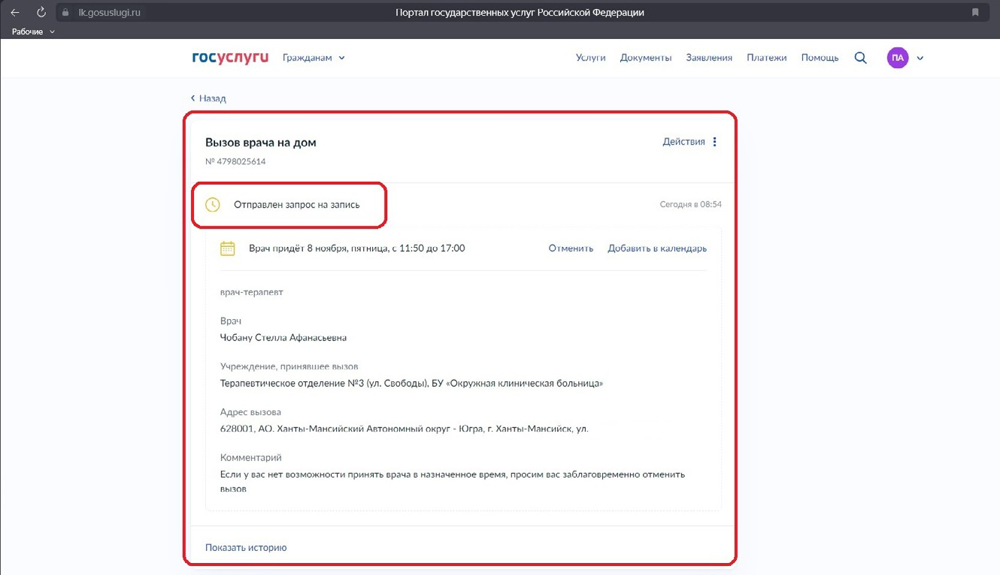 lk.gosuslugi.ru Портал государственных услуг Российской Федерации
Рабочие
госуслуги Гражданам Услуги Документы Заявления Платежи Помощь ПА
Назад
Вызов врача на дом Действия
№ 4798025614
Отправлен запрос на запись Сегодня в 08:54
Врач придёт 8 ноября, пятница, с 11:50 до 17:00 Отменить Добавить в календарь
врач-терапевт
Врач
Чобану Стелла Афанасьевна
Учреждение, принявшее вызов
Терапевтическое отделение №3 (ул. Свободы), БУ «Окружная клиническая больница»
Адрес вызова
628001, АО. Ханты-Мансийский Автономный округ - Югра, г. Ханты-Мансийск, ул.
Комментарий
Если у вас нет возможности принять врача в назначенное время, просим вас заблаговременно отменить
вызов
Показать историю